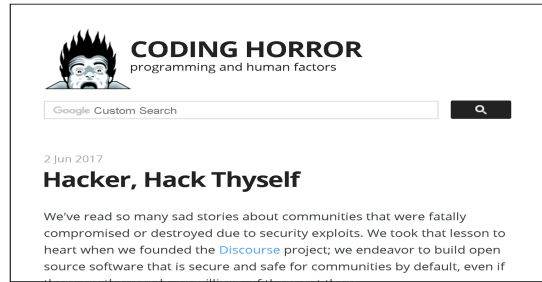 CODING HORROR
programming and human factors
Google Custom Search
2 Jun 2017
Hacker, Hack Thyself
We've read so many sad stories about communities that were fatally
compromised or destroyed due to security exploits. We took that lesson to
heart when we founded the Discourse project; we endeavor to build open
source software that is secure and safe for communities by default, even if